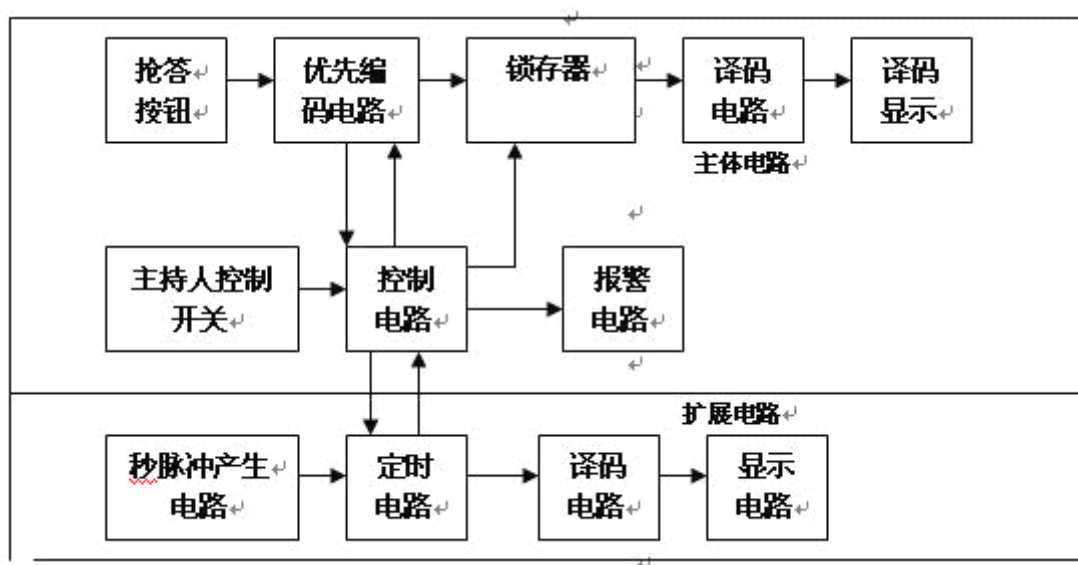 抢答
按钮
优先编
码电路
锁存器
译码
电路
译码
显示
主体电路
主持人控制
开关
控制
电路
报警
电路
扩展电路
秒脉冲产生
电路
定时
电路
译码
电路
显示
电路